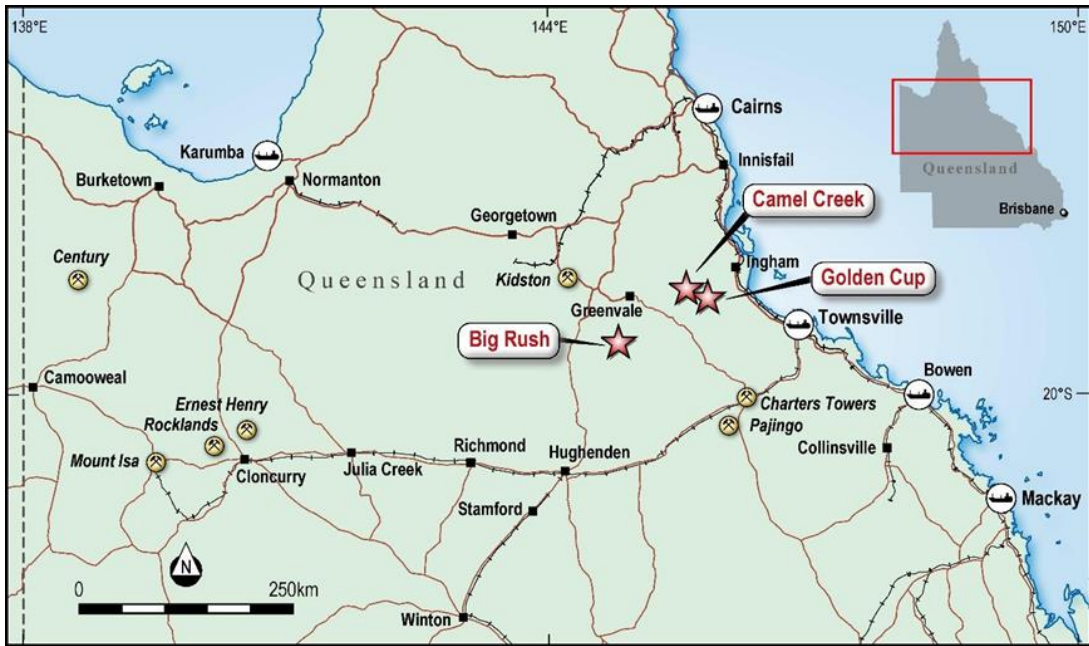 138°E
144°E
150°E
Cairns
Karumba
Innisfail
Burketown
Normanton
Camel Creek
Queensland
Brisbane
Georgetown
Century
Queensland
Kidston
Ingham
Golden Cup
Greenvale
Townsville
Big Rush
Bowen
Camooweal
20°S
Ernest Henry
Rocklands
Charters Towers
Pajingo
Mount Isa
Cloncurry
Julia Creek
Richmond
Hughenden
Collinsville
Mackay
Stamford
N
0
250km
Winton